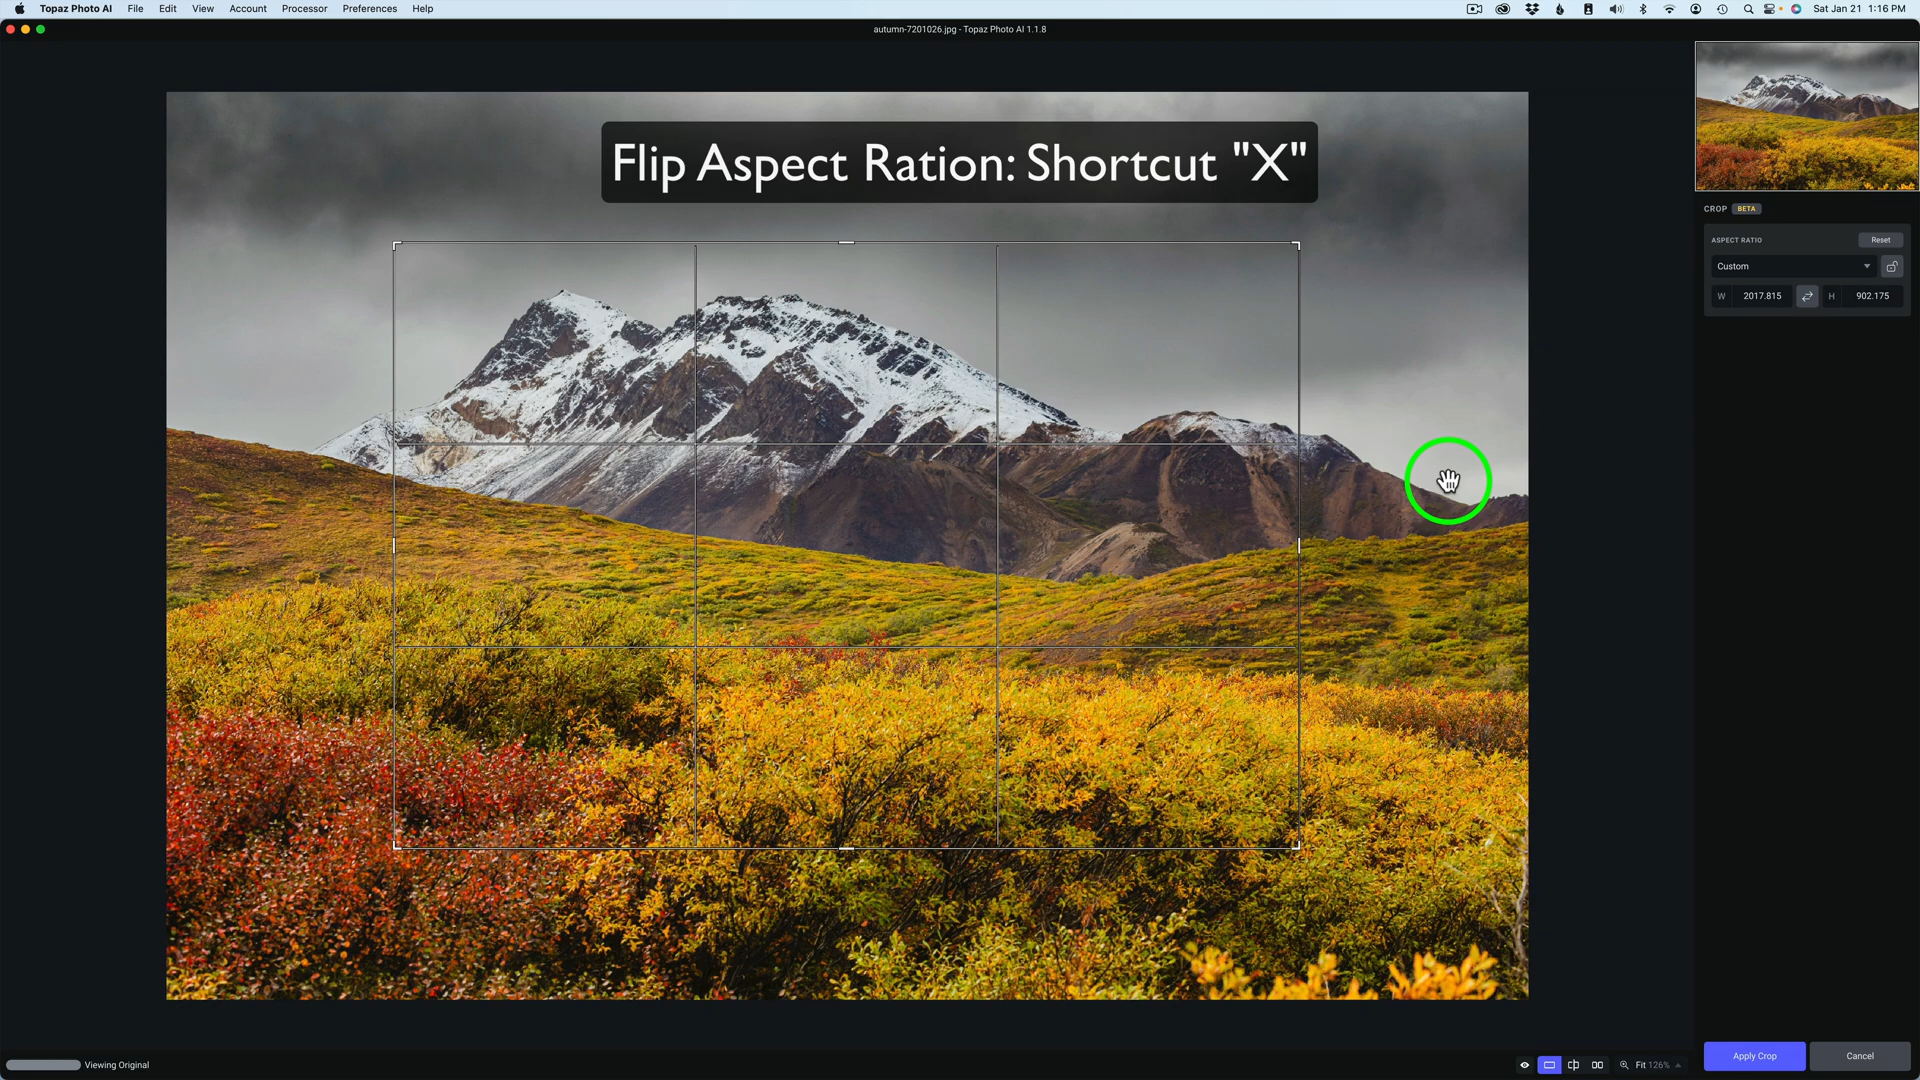 Topaz Photo AI File Edit View Account Processor Preferences Help Sat Jan 21 1:16 PM
autumn-7201026.jpg - Topaz Photo AI 1.1.8
Flip Aspect Ration: Shortcut "X"
CROP BETA
ASPECT RATIO Reset
Custom
W 2017.815 H 902.175
Viewing Original
Fit 126%
Apply Crop Cancel